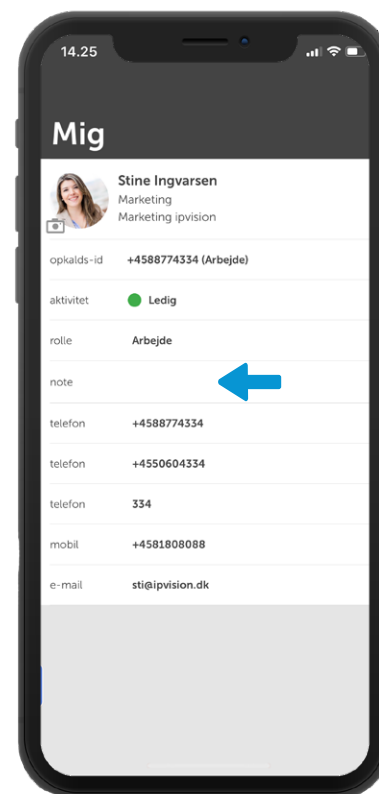 14.25
Mig
Stine Ingvarsen
Marketing
Marketing ipvision
opkalds-id +4588774334 (Arbejde)
aktivitet Ledig
rolle Arbejde
note
telefon +4588774334
telefon +4550604334
telefon 334
mobil +4581808088
e-mail sti@ipvision.dk